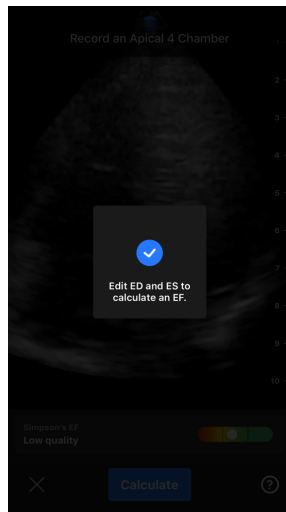 Record an Apical 4 Chamber
2
3
4
5
6
7
8
9
10
Edit ED and ES to
calculate an EF.
Simpson's EF
Low quality
Calculate
?